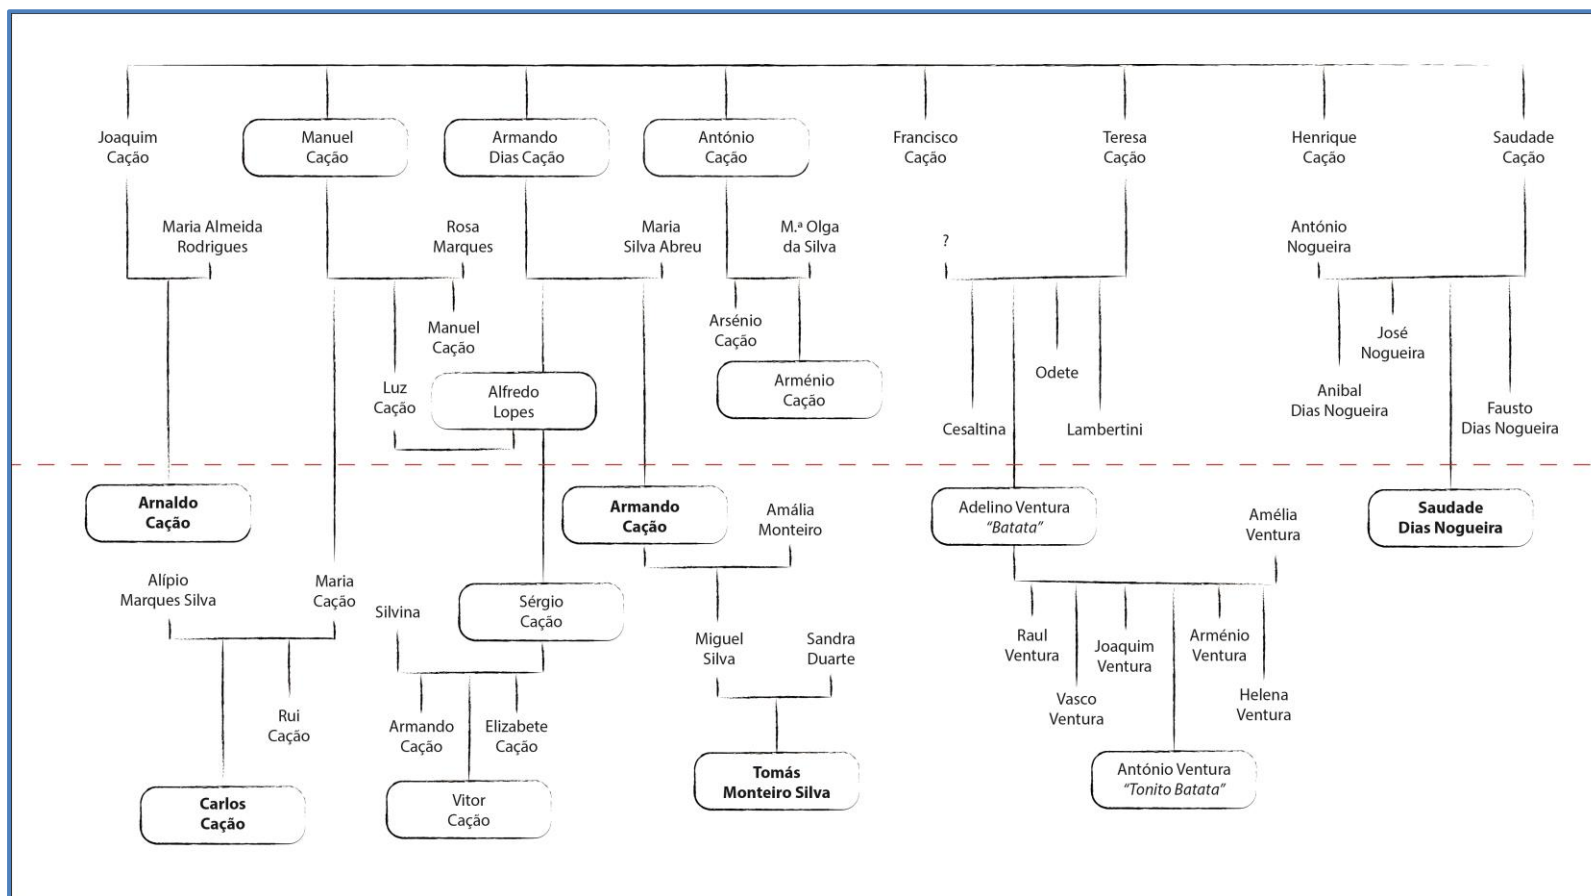 Joaquim
Cação
Manuel
Cação
Armando
Dias Cação
António
Cação
Francisco
Cação
Teresa
Cação
Henrique
Cação
Saudade
Cação
Maria Almeida
Rodrigues
Rosa
Marques
Maria
Silva Abreu
M.ª Olga
da Silva
?
António
Nogueira
Arsénio
Cação
Manuel
Cação
José
Nogueira
Luz
Cação
Alfredo
Lopes
Arménio
Cação
Odete
Anibal
Dias Nogueira
Fausto
Dias Nogueira
Cesaltina
Lambertini
Arnaldo
Cação
Armando
Cação
Amália
Monteiro
Adelino Ventura
“Batata”
Amélia
Ventura
Saudade
Dias Nogueira
Alípio
Marques Silva
Maria
Cação
Silvina
Sérgio
Cação
Miguel
Silva
Sandra
Duarte
Raul
Ventura
Joaquim
Ventura
Arménio
Ventura
Vasco
Ventura
Helena
Ventura
Rui
Cação
Armando
Cação
Elizabete
Cação
Tomás
Monteiro Silva
António Ventura
“Tonito Batata”
Carlos
Cação
Vitor
Cação